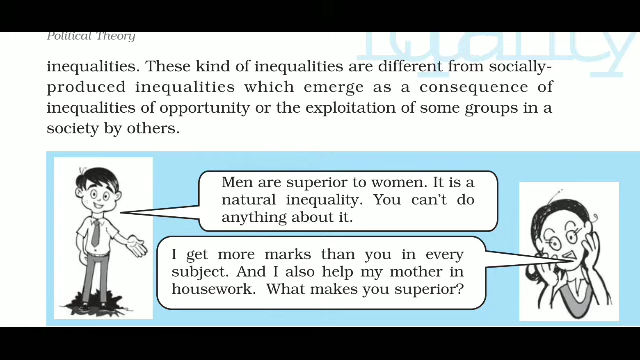 Political Theory
Equality
inequalities. These kind of inequalities are different from socially-
produced inequalities which emerge as a consequence of
inequalities of opportunity or the exploitation of some groups in a
society by others.
Men are superior to women. It is a
natural inequality. You can't do
anything about it.
I get more marks than you in every
subject. And I also help my mother in
housework. What makes you superior?